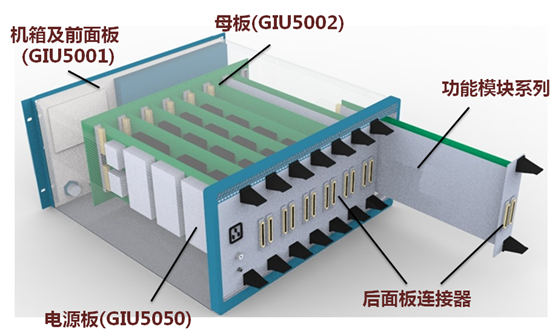 母板(GIU5002)
机箱及前面板
(GIU5001)
功能模块系列
后面板连接器
电源板(GIU5050)